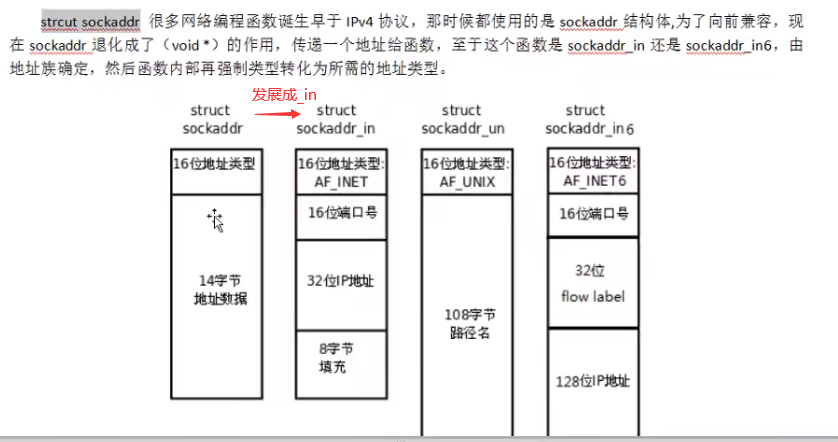 strcut sockaddr 很多网络编程函数诞生早于 IPv4 协议，那时候都使用的是 sockaddr 结构体,为了向前兼容，现
在 sockaddr 退化成了（void *）的作用，传递一个地址给函数，至于这个函数是 sockaddr_in 还是 sockaddr_in6，由
地址族确定，然后函数内部再强制类型转化为所需的地址类型。
发展成_in
struct
sockaddr
16位地址类型
14字节
地址数据
struct
sockaddr_in
16位地址类型:
AF_INET
16位端口号
32位IP地址
8字节
填充
struct
sockaddr_un
16位地址类型:
AF_UNIX
108字节
路径名
struct
sockaddr_in6
16位地址类型:
AF_INET6
16位端口号
32位
flow label
128位IP地址